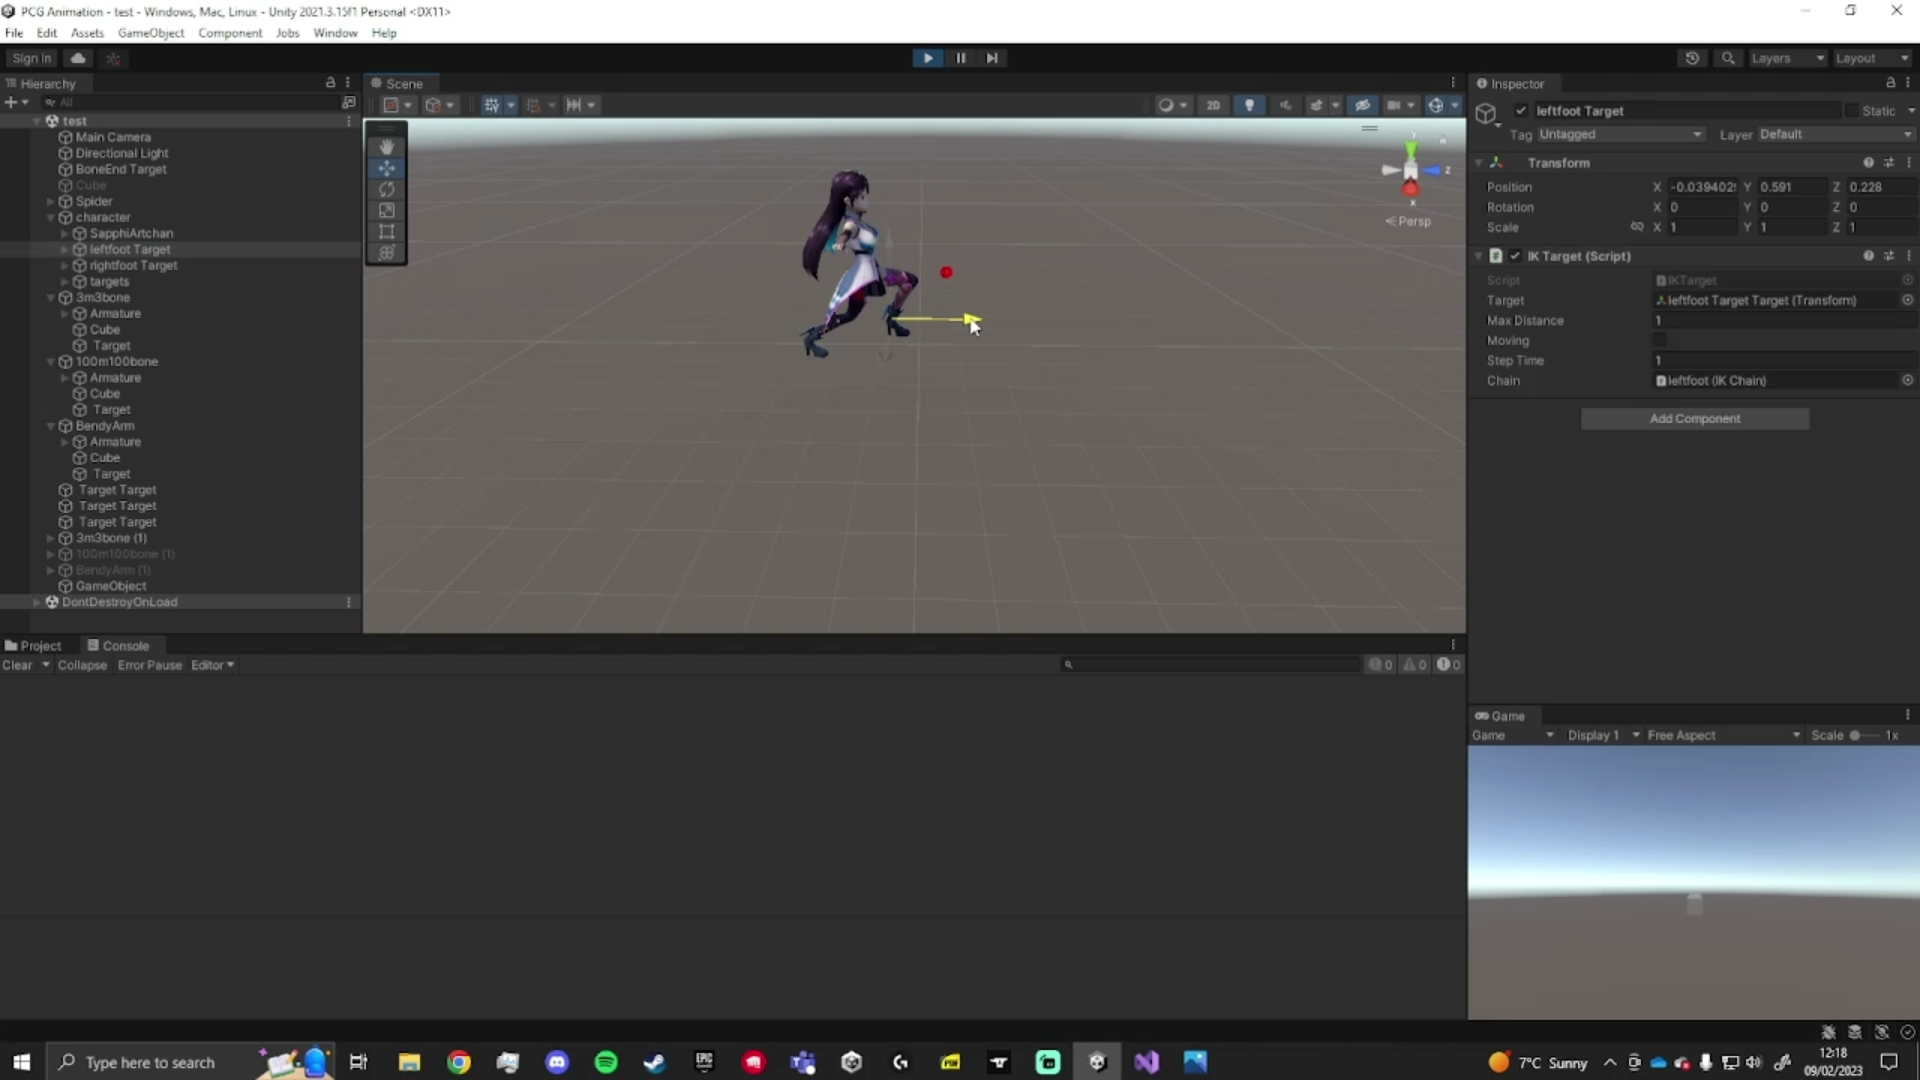 PCG Animation - test - Windows, Mac, Linux - Unity 2021.3.15f1 Personal <DX11>
File Edit Assets GameObject Component Jobs Window Help
Sign In
Layers Layout
Hierarchy
All
test
Main Camera
Directional Light
BoneEnd Target
Cube
Spider
character
SapphiArtchan
leftfoot Target
rightfoot Target
targets
3m3bone
Armature
Cube
Target
100m100bone
Armature
Cube
Target
BendyArm
Armature
Cube
Target
Target Target
Target Target
Target Target
3m3bone (1)
100m100bone (1)
BendyArm (1)
GameObject
DontDestroyOnLoad
Scene
2D
y
z
x
Persp
Inspector
leftfoot Target Static
Tag Untagged Layer Default
Transform
Position X -0.039402 Y 0.591 Z 0.228
Rotation X 0 Y 0 Z 0
Scale X 1 Y 1 Z 1
IK Target (Script)
Script IKTarget
Target leftfoot Target Target (Transform)
Max Distance 1
Moving
Step Time 1
Chain leftfoot (IK Chain)
Add Component
Project Console
Clear Collapse Error Pause Editor
0 0 0
Game
Game Display 1 Free Aspect Scale 1x
Type here to search
EPIC GAMES
7°C Sunny
12:18
09/02/2023